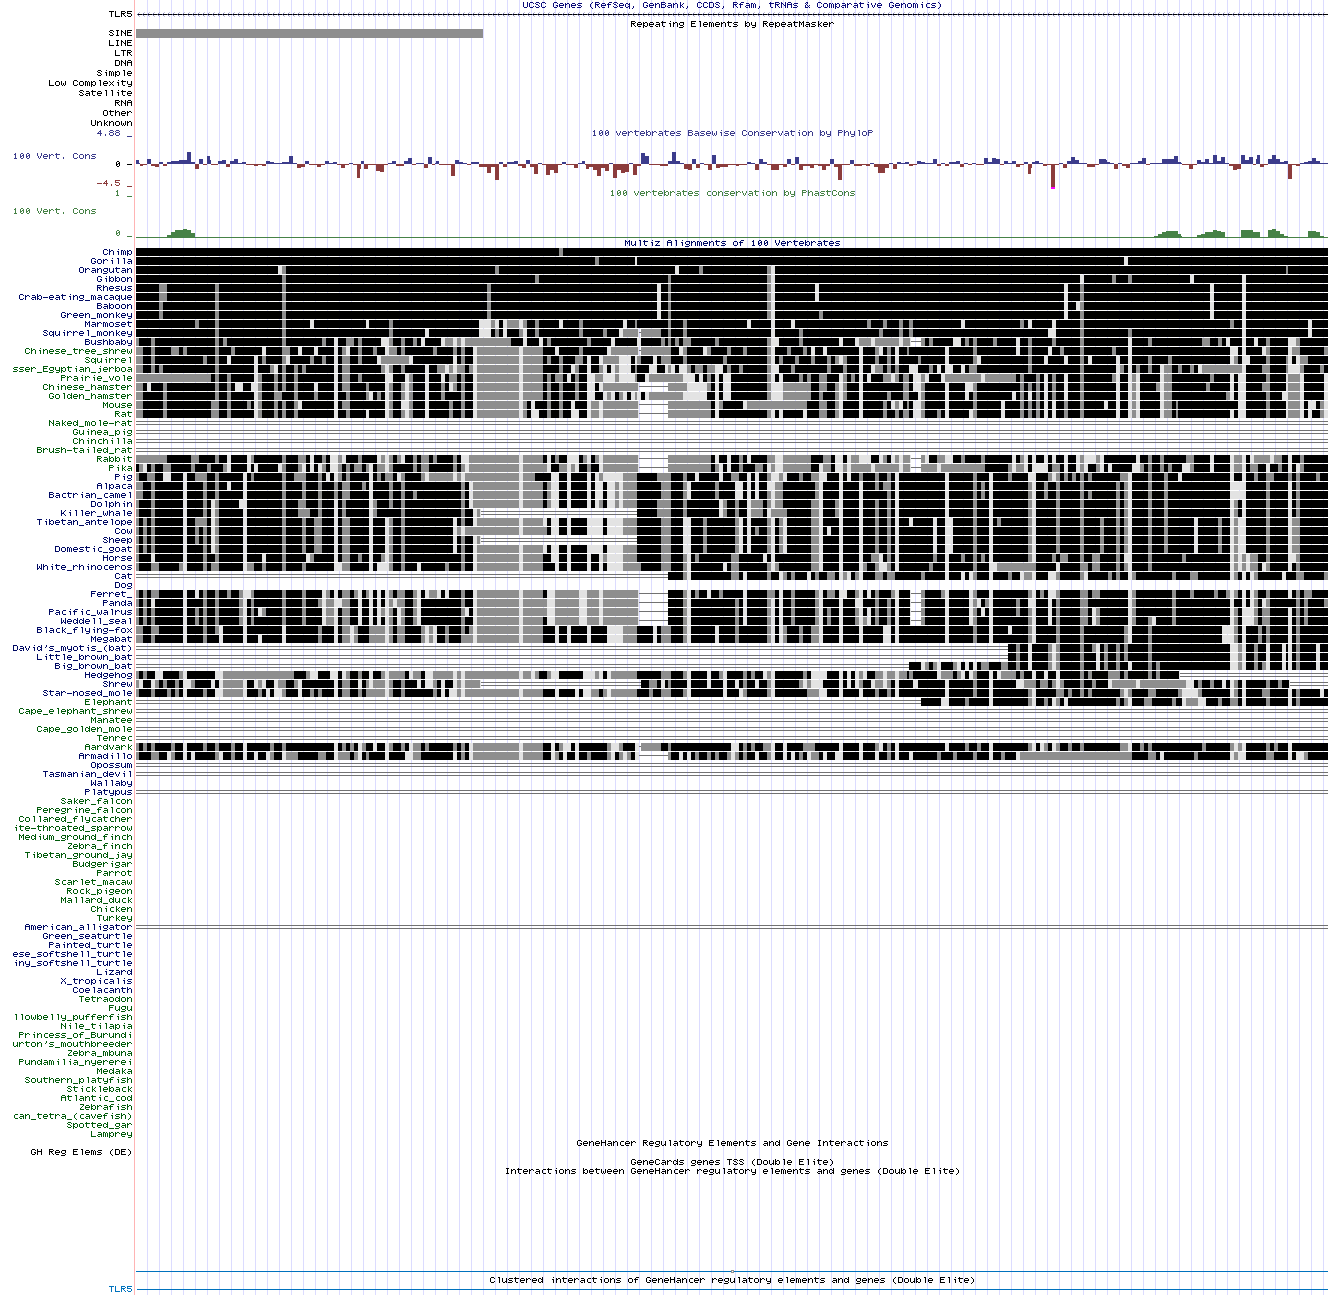 UCSC Genes (RefSeq, GenBank, CCDS, Rfam, tRNAs & Comparative Genomics)
TLR5
Repeating Elements by RepeatMasker
SINE
LINE
LTR
DNA
Simple
Low Complexity
Satellite
RNA
Other
Unknown
4.88 _
100 vertebrates Basewise Conservation by PhyloP
100 Vert. Cons
0 _
-4.5 _
1 _
100 vertebrates conservation by PhastCons
100 Vert. Cons
0 _
Multiz Alignments of 100 Vertebrates
Chimp
Gorilla
Orangutan
Gibbon
Rhesus
Crab-eating_macaque
Baboon
Green_monkey
Marmoset
Squirrel_monkey
Bushbaby
Chinese_tree_shrew
Squirrel
sser_Egyptian_jerboa
Prairie_vole
Chinese_hamster
Golden_hamster
Mouse
Rat
Naked_mole-rat
Guinea_pig
Chinchilla
Brush-tailed_rat
Rabbit
Pika
Pig
Alpaca
Bactrian_camel
Dolphin
Killer_whale
Tibetan_antelope
Cow
Sheep
Domestic_goat
Horse
White_rhinoceros
Cat
Dog
Ferret_
Panda
Pacific_walrus
Weddell_seal
Black_flying-fox
Megabat
David's_myotis_(bat)
Little_brown_bat
Big_brown_bat
Hedgehog
Shrew
Star-nosed_mole
Elephant
Cape_elephant_shrew
Manatee
Cape_golden_mole
Tenrec
Aardvark
Armadillo
Opossum
Tasmanian_devil
Wallaby
Platypus
Saker_falcon
Peregrine_falcon
Collared_flycatcher
ite-throated_sparrow
Medium_ground_finch
Zebra_finch
Tibetan_ground_jay
Budgerigar
Parrot
Scarlet_macaw
Rock_pigeon
Mallard_duck
Chicken
Turkey
American_alligator
Green_seaturtle
Painted_turtle
ese_softshell_turtle
iny_softshell_turtle
Lizard
X_tropicalis
Coelacanth
Tetraodon
Fugu
llowbelly_pufferfish
Nile_tilapia
Princess_of_Burundi
urton's_mouthbreeder
Zebra_mbuna
Pundamilia_nyererei
Medaka
Southern_platyfish
Stickleback
Atlantic_cod
Zebrafish
can_tetra_(cavefish)
Spotted_gar
Lamprey
GeneHancer Regulatory Elements and Gene Interactions
GH Reg Elems (DE)
GeneCards genes TSS (Double Elite)
Interactions between GeneHancer regulatory elements and genes (Double Elite)
Clustered interactions of GeneHancer regulatory elements and genes (Double Elite)
TLR5